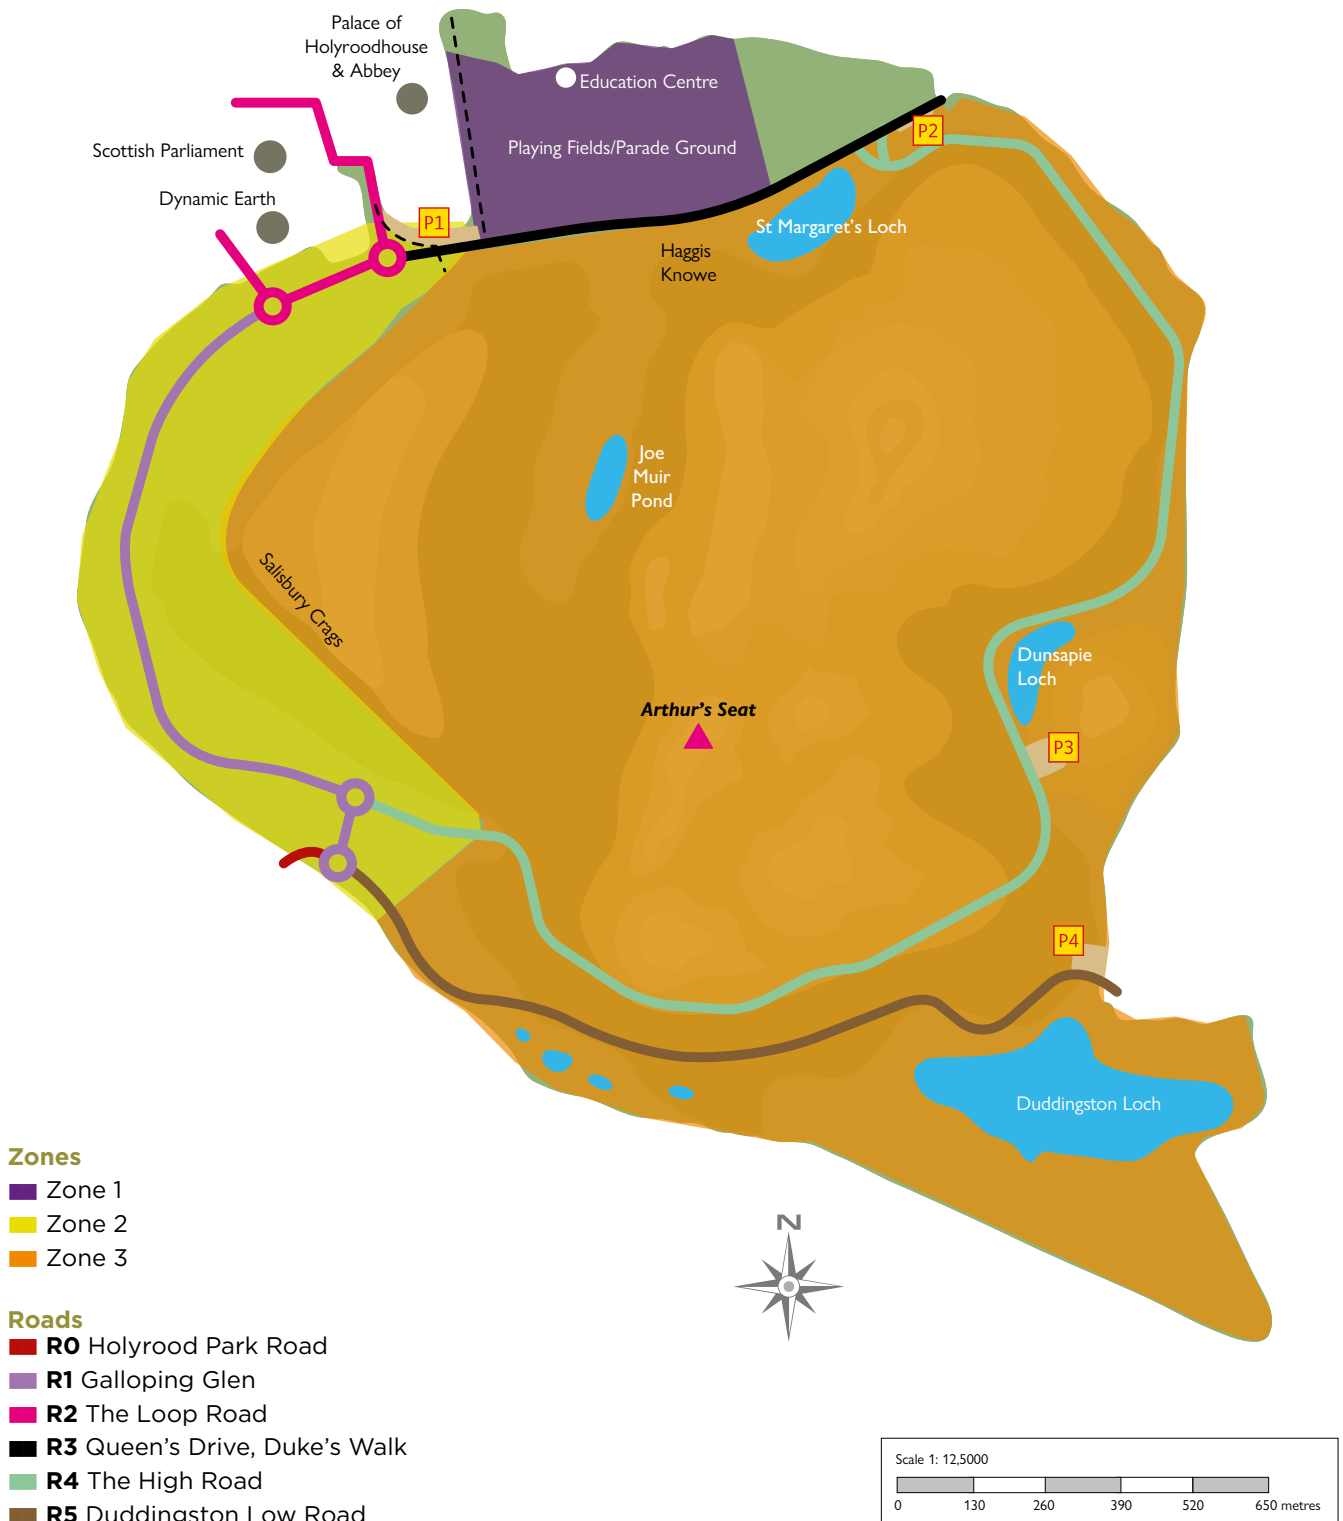 Palace of
Holyroodhouse
& Abbey
Education Centre
P2
Scottish Parliament
Playing Fields/Parade Ground
Dynamic Earth
P1
St Margaret's Loch
Haggis
Knowe
Joe
Muir
Pond
Salisbury Crags
Dunsapie
Loch
Arthur's Seat
P3
P4
Duddingston Loch
Zones
Zone 1
Zone 2
Zone 3
N
Roads
R0 Holyrood Park Road
R1 Galloping Glen
R2 The Loop Road
R3 Queen's Drive, Duke's Walk
R4 The High Road
R5 Duddingston Low Road
Scale 1: 12,5000
0 130 260 390 520 650 metres